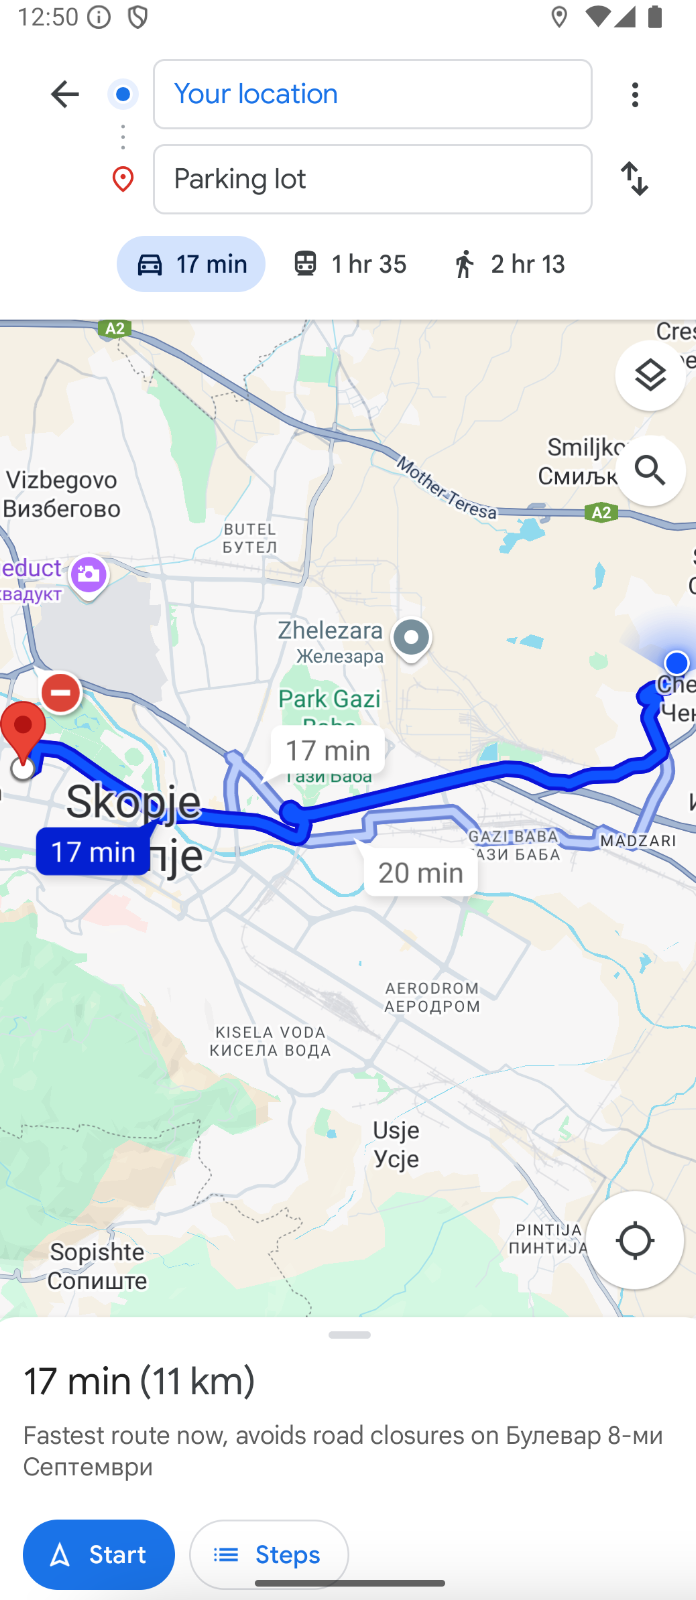 12:50
Your location
Parking lot
17 min
1 hr 35
2 hr 13
A2
Smiljko
Смиљк
Mother Teresa
A2
Vizbegovo
Визбегово
BUTEL
БУТЕЛ
educt
квадукт
Zhelezara
Железара
Park Gazi
Baba
Гази Баба
Che
Чен
17 min
Skopje
пје
17 min
20 min
GAZI BABA
АЗИ БАБА
MADZARI
AERODROM
АЕРОДРОМ
KISELA VODA
КИСЕЛА ВОДА
Usje
Усје
PINTIJA
ПИНТИЈА
Sopishte
Сопиште
17 min (11 km)
Fastest route now, avoids road closures on Булевар 8-ми
Септември
Start
Steps